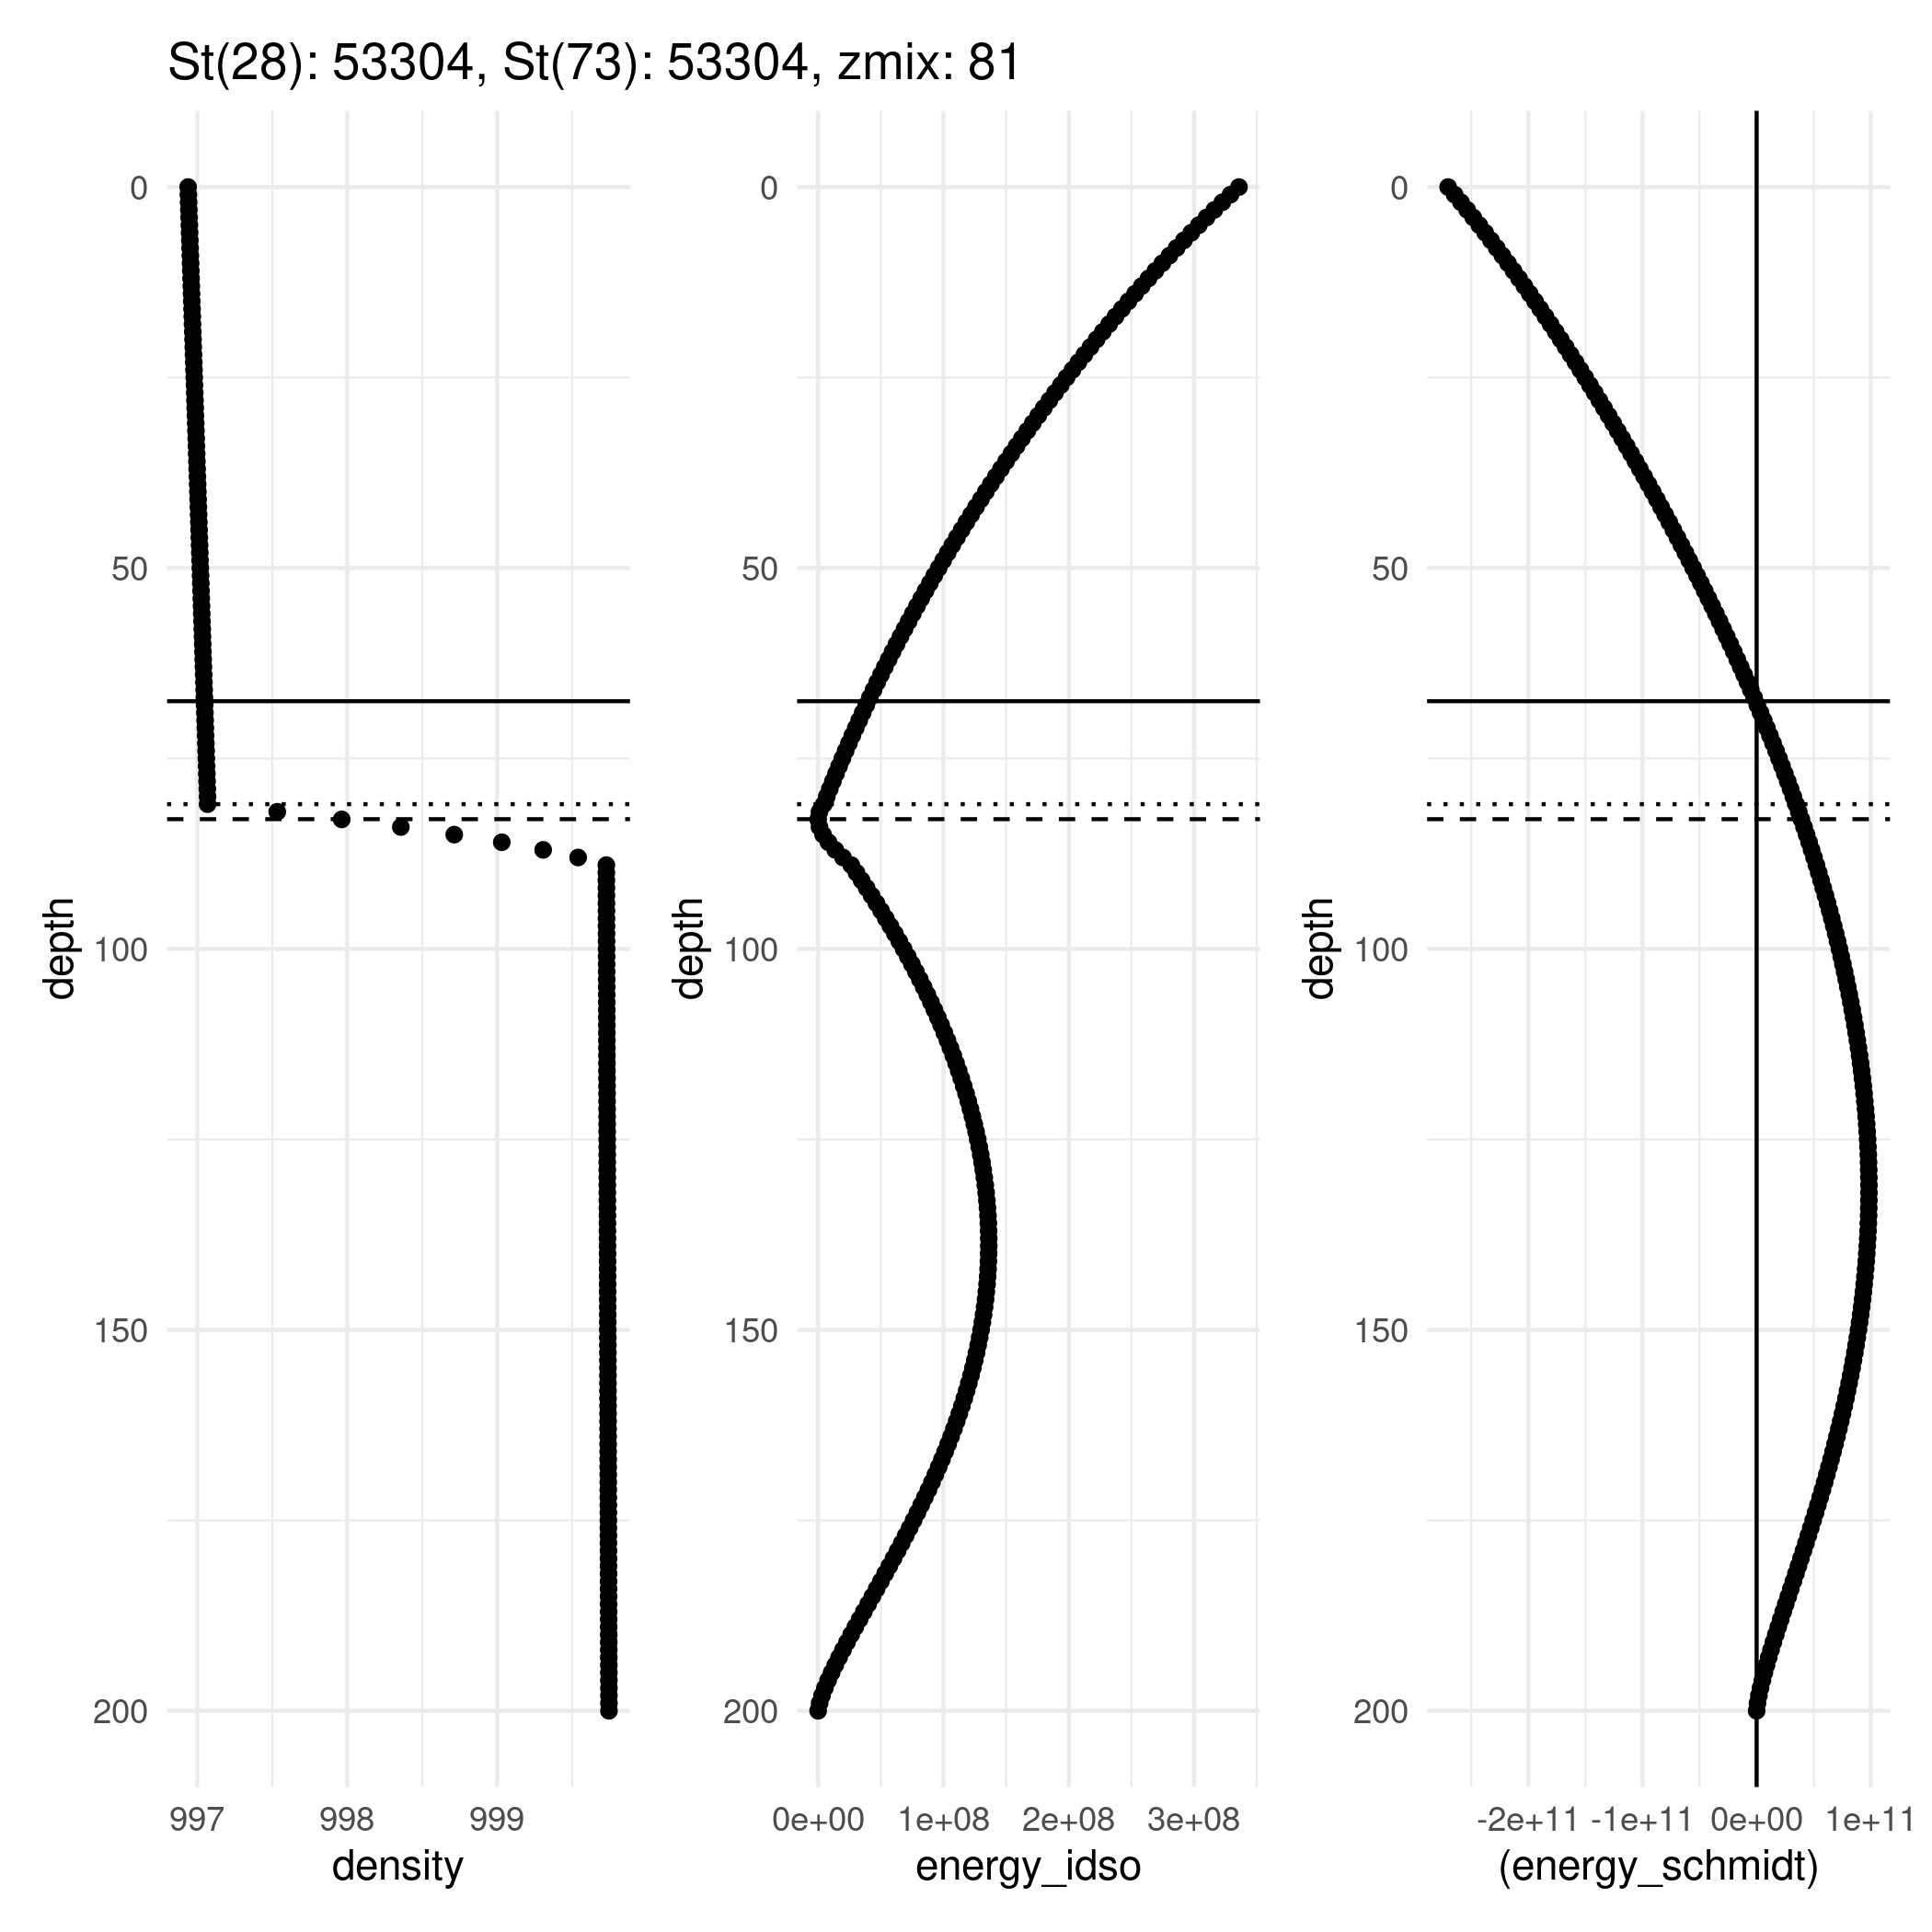 St(28): 53304, St(73): 53304, zmix: 81
0
50
100
150
200
depth
997
998
999
density
0
50
100
150
200
depth
0e+00
1e+08
2e+08
3e+08
energy_idso
0
50
100
150
200
depth
-2e+11
-1e+11
0e+00
1e+11
(energy_schmidt)